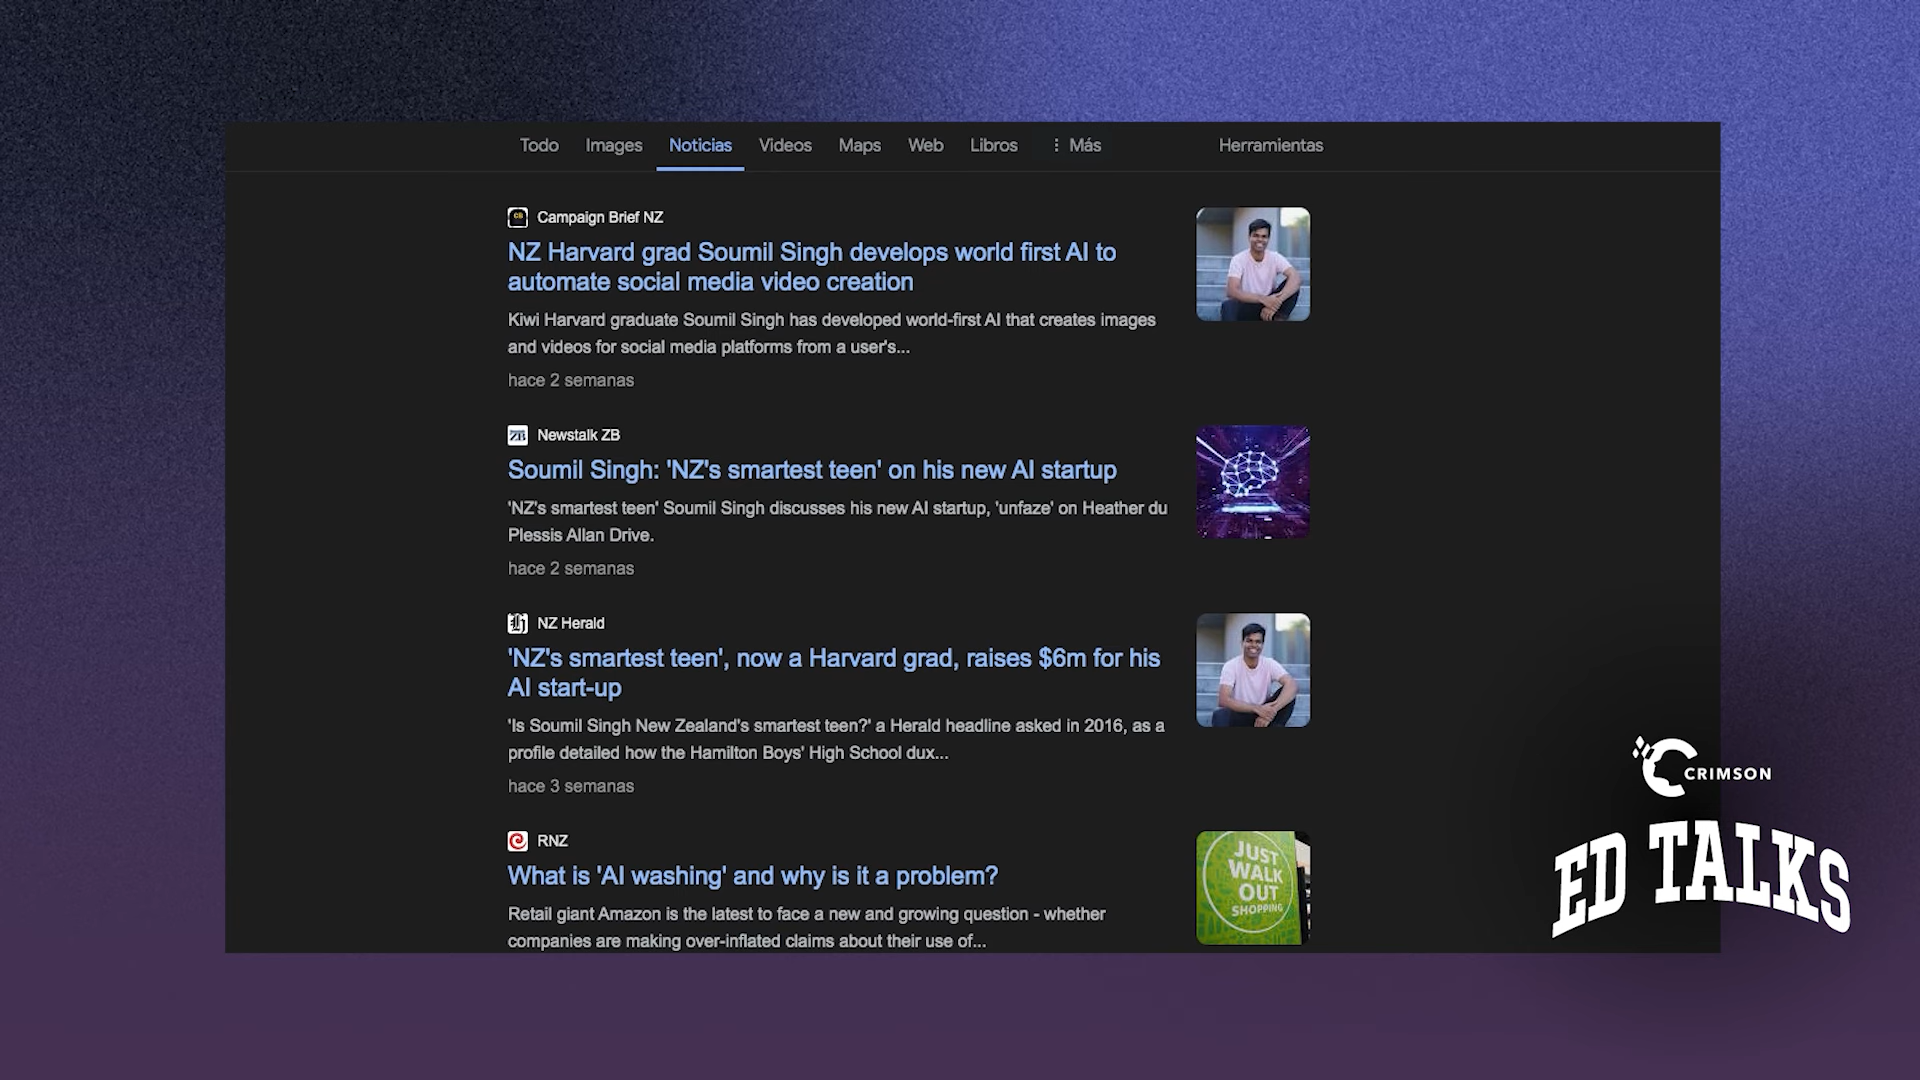 Todo Images Noticias Videos Maps Web Libros Más Herramientas
Campaign Brief NZ
NZ Harvard grad Soumil Singh develops world first AI to
automate social media video creation
Kiwi Harvard graduate Soumil Singh has developed world-first AI that creates images
and videos for social media platforms from a user's...
hace 2 semanas
ZB Newstalk ZB
Soumil Singh: 'NZ's smartest teen' on his new AI startup
'NZ's smartest teen' Soumil Singh discusses his new AI startup, 'unfaze' on Heather du
Plessis Allan Drive.
hace 2 semanas
NZ Herald
'NZ's smartest teen', now a Harvard grad, raises $6m for his
AI start-up
'Is Soumil Singh New Zealand's smartest teen?' a Herald headline asked in 2016, as a
profile detailed how the Hamilton Boys' High School dux...
hace 3 semanas
RNZ
What is 'AI washing' and why is it a problem?
Retail giant Amazon is the latest to face a new and growing question - whether
companies are making over-inflated claims about their use of...
JUST
WALK
OUT
SHOPPING
CRIMSON
ED TALKS